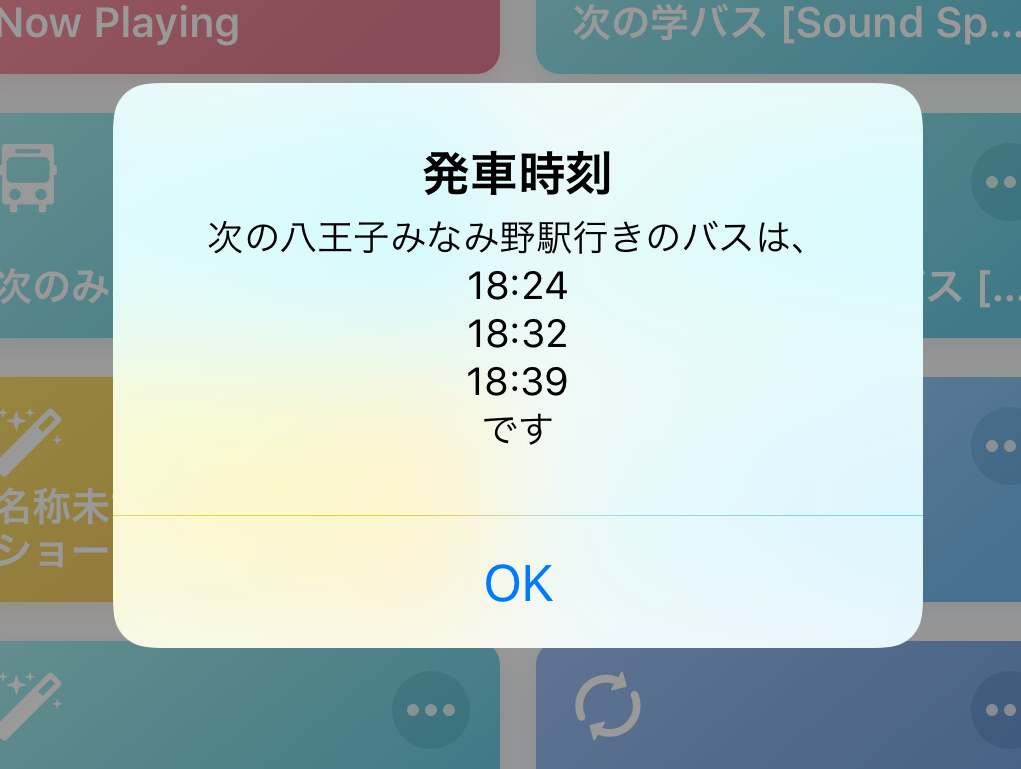 Now Playing
次の学バス [Sound Sp...
発車時刻
次の八王子みなみ野駅行きのバスは、
18:24
18:32
18:39
です
次のみ
ス [...
名称未
ショー
OK